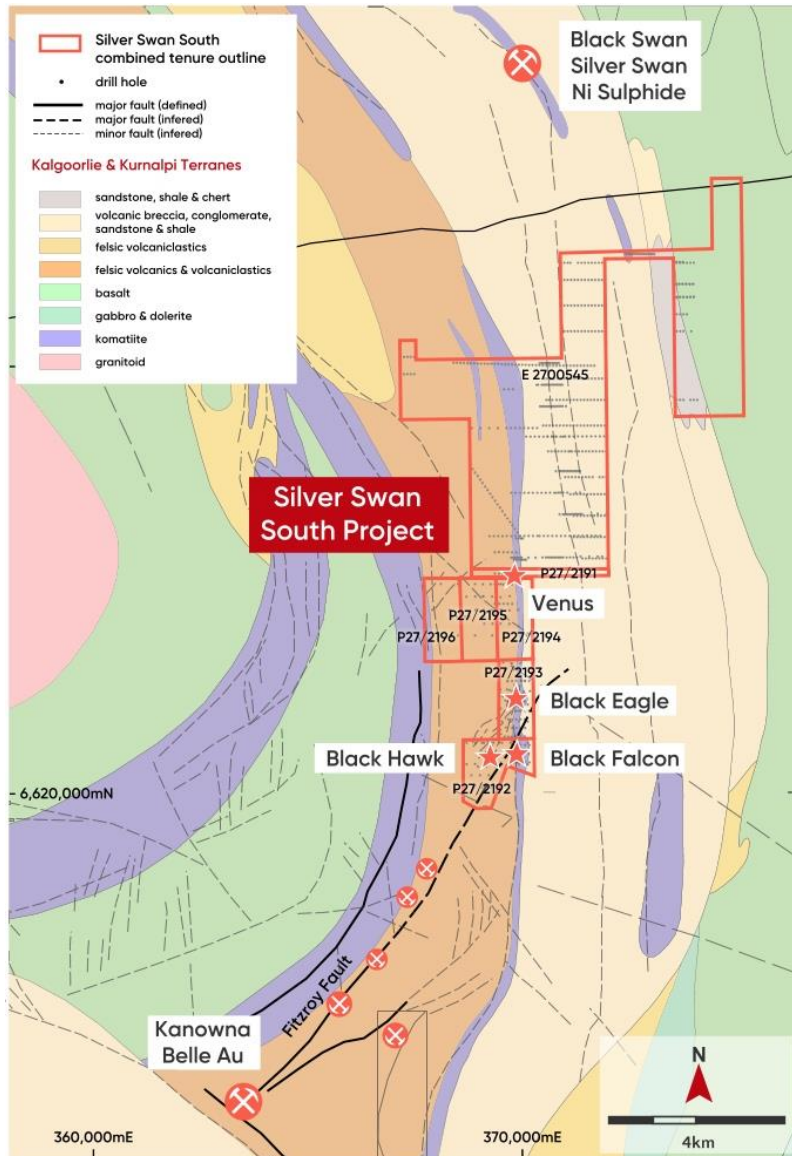 Silver Swan South
combined tenure outline
drill hole
major fault (defined)
major fault (infered)
minor fault (infered)
Kalgoorlie & Kurnalpi Terranes
sandstone, shale & chert
volcanic breccia, conglomerate,
sandstone & shale
felsic volcaniclastics
felsic volcanics & volcaniclastics
basalt
gabbro & dolerite
komatiite
granitoid
Black Swan
Silver Swan
Ni Sulphide
E 2700545
Silver Swan
South Project
P27/2191
Venus
P27/2195
P27/2196
P27/2194
P27/2193
Black Eagle
Black Hawk
Black Falcon
P27/2192
6,620,000mN
Fitzroy Fault
Kanowna
Belle Au
N
4km
360,000mE
370,000mE